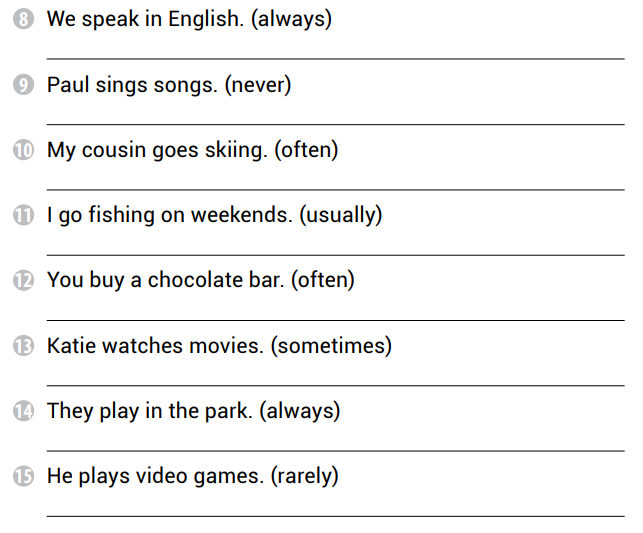 8 We speak in English. (always)
9 Paul sings songs. (never)
10 My cousin goes skiing. (often)
11 I go fishing on weekends. (usually)
12 You buy a chocolate bar. (often)
13 Katie watches movies. (sometimes)
14 They play in the park. (always)
15 He plays video games. (rarely)